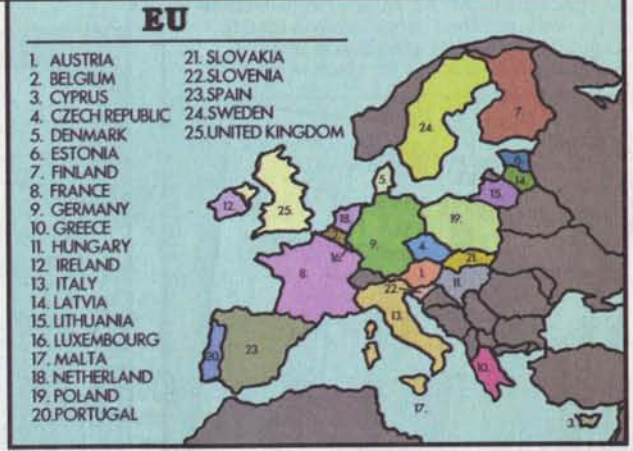 EU
1. AUSTRIA
2. BELGIUM
3. CYPRUS
4. CZECH REPUBLIC
5. DENMARK
6. ESTONIA
7. FINLAND
8. FRANCE
9. GERMANY
10. GREECE
11. HUNGARY
12. IRELAND
13. ITALY
14. LATVIA
15. LITHUANIA
16. LUXEMBOURG
17. MALTA
18. NETHERLAND
19. POLAND
20.PORTUGAL
21. SLOVAKIA
22.SLOVENIA
23.SPAIN
24.SWEDEN
25.UNITED KINGDOM
7.
24.
6.
14.
15.
5.
12.
25.
18.
19.
9.
16.
4.
21.
8.
1.
11.
22.
13.
20.
23
10.
17.
3.